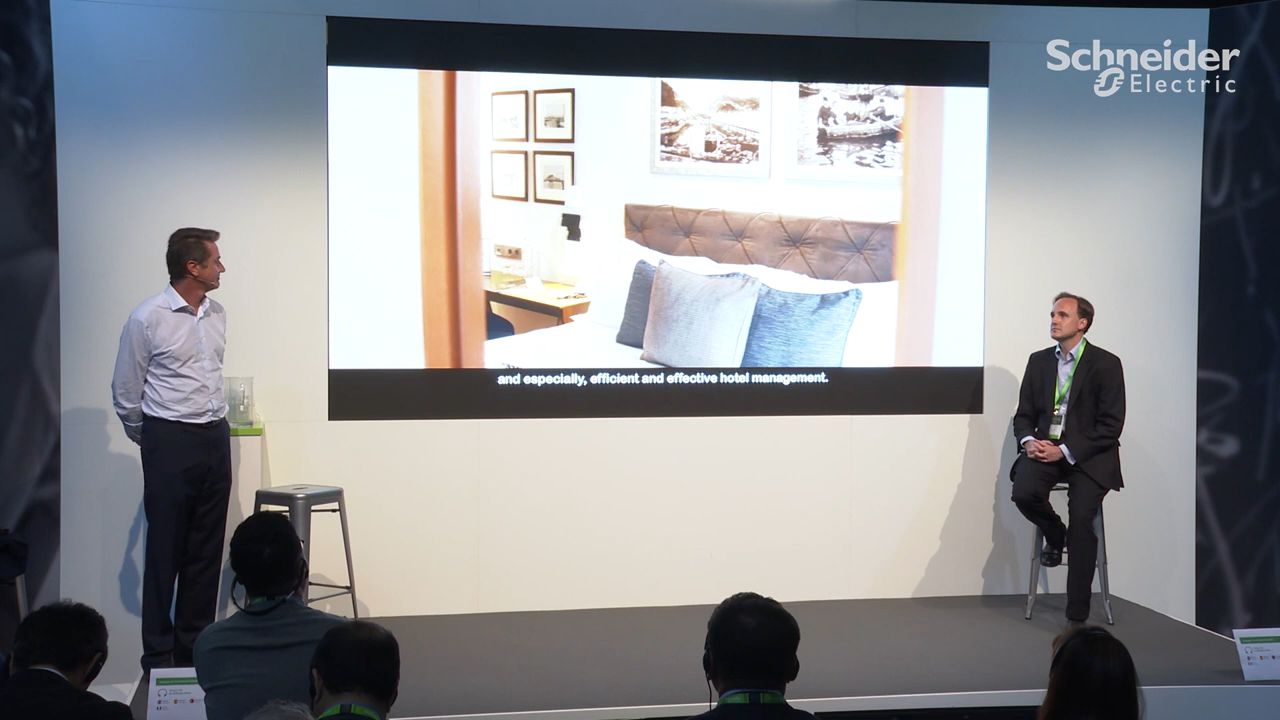 Schneider
Electric
and especially, efficient and effective hotel management.